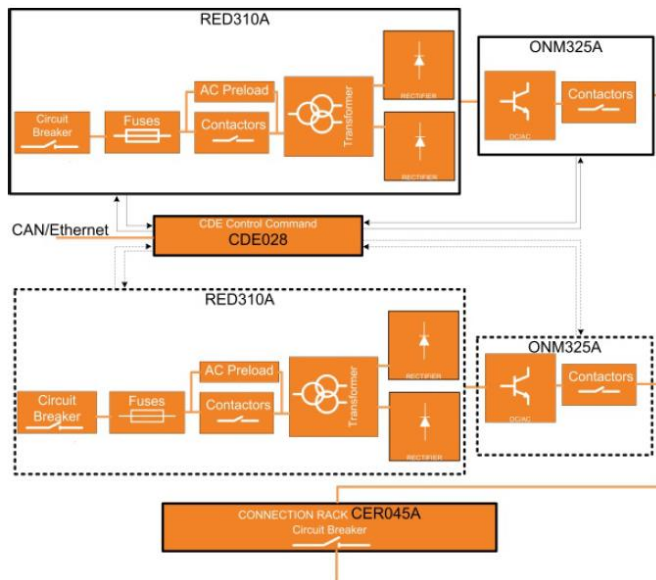 RED310A
ONM325A
AC Preload
RECTIFIER
Circuit
Breaker
Fuses
Contactors
Transformer
RECTIFIER
DC/AC
Contactors
CAN/Ethernet
CDE Control Command
CDE028
RED310A
ONM325A
AC Preload
RECTIFIER
Circuit
Breaker
Fuses
Contactors
Transformer
RECTIFIER
DC/AC
Contactors
CONNECTION RACK CER045A
Circuit Breaker